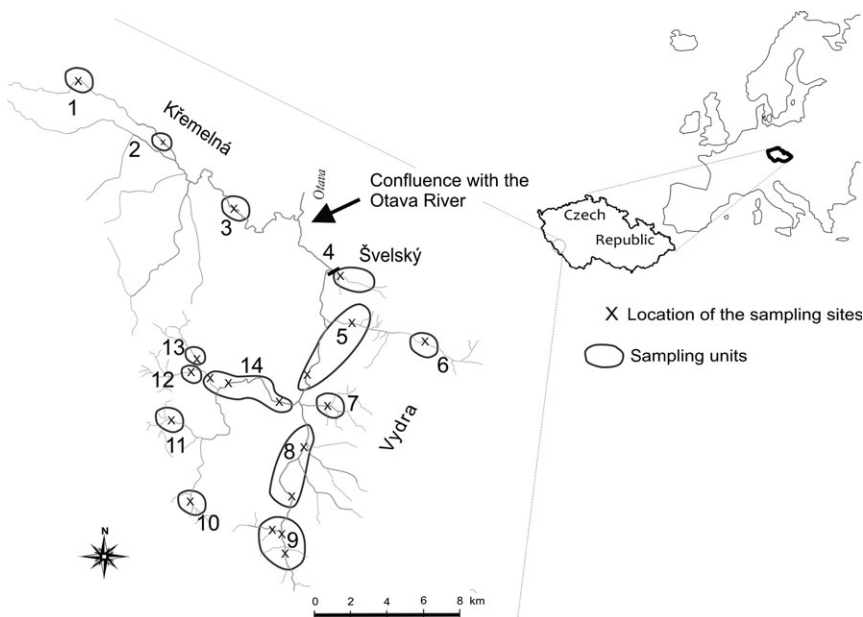 1
Křemelná
2
3
Otava
Confluence with the
Otava River
4
Švelský
5
6
13
12
14
7
11
8
Vydra
10
9
N
0 2 4 6 8 km
Czech
Republic
X Location of the sampling sites
Sampling units